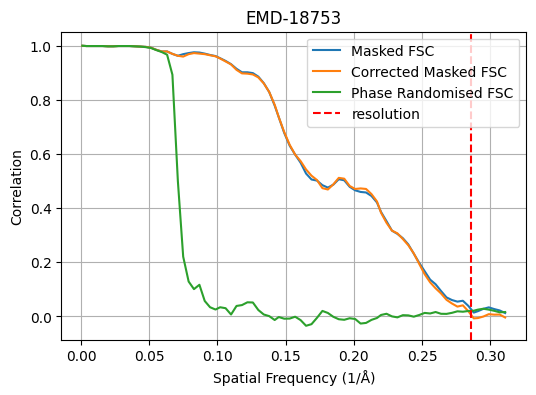 EMD-18753
1.0
0.8
0.6
0.4
0.2
0.0
Correlation
Masked FSC
Corrected Masked FSC
Phase Randomised FSC
resolution
0.00
0.05
0.10
0.15
0.20
0.25
0.30
Spatial Frequency (1/Å)